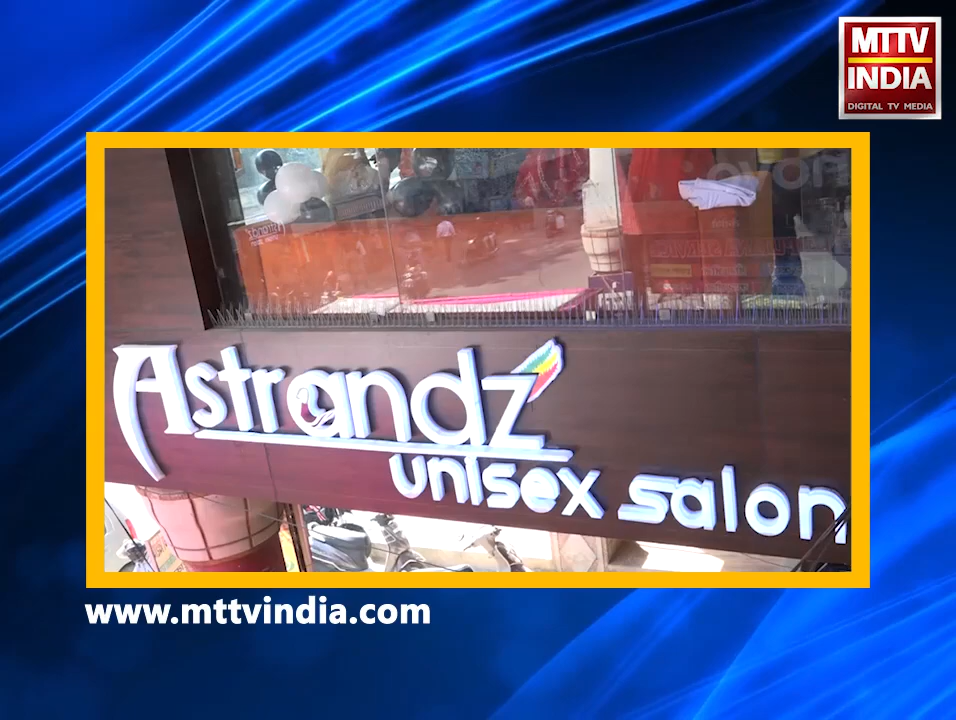 MTTV
INDIA
DIGITAL TV MEDIA
Astrandz
unisex salon
www.mttvindia.com